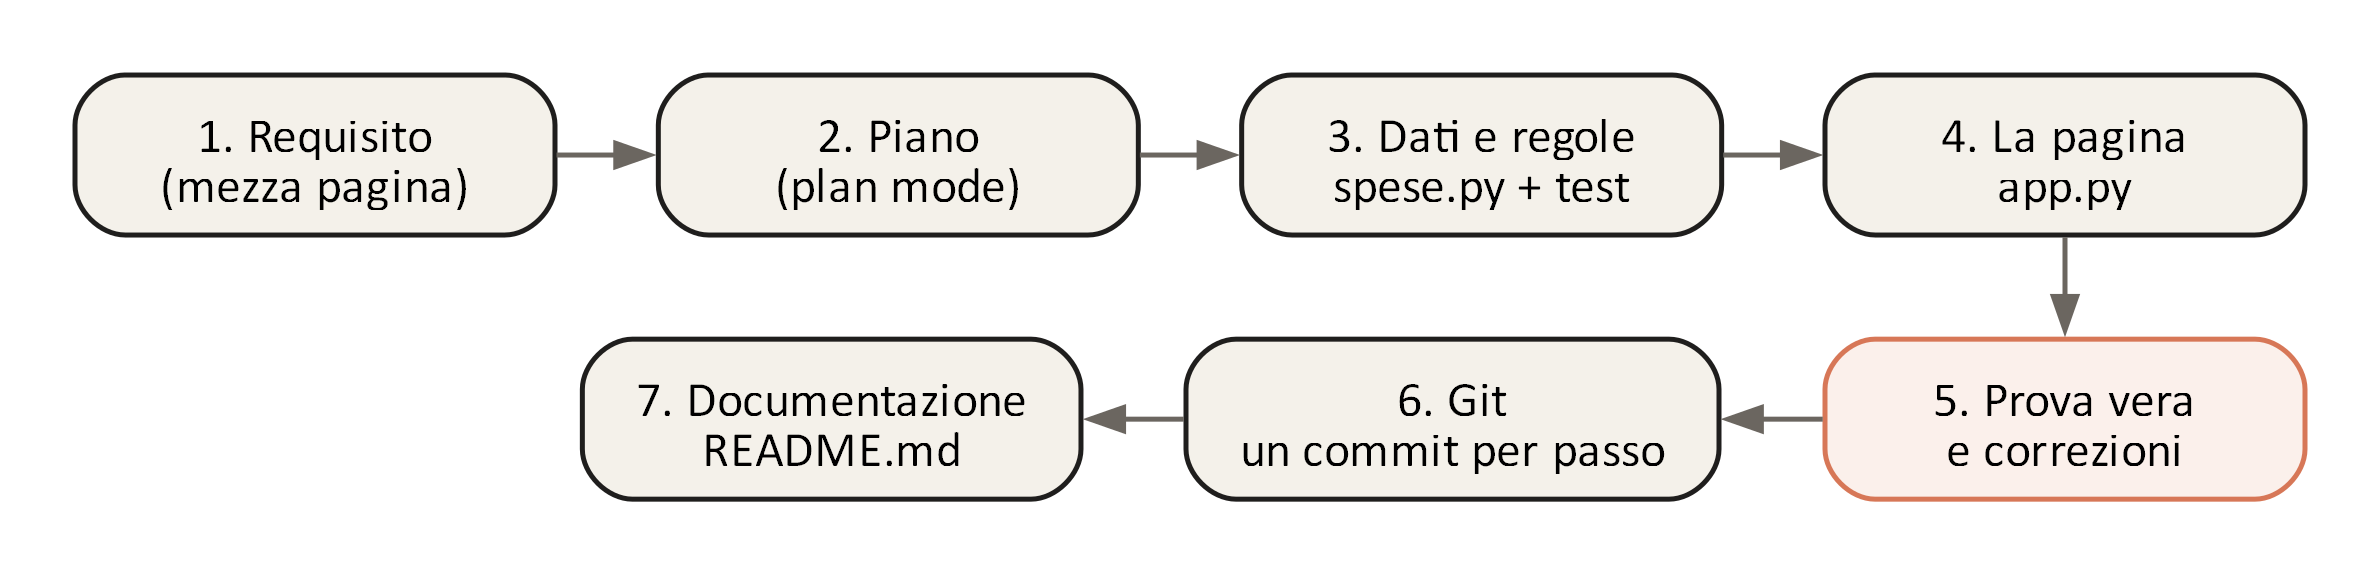 1. Requisito
(mezza pagina)
2. Piano
(plan mode)
3. Dati e regole
spese.py + test
4. La pagina
app.py
5. Prova vera
e correzioni
6. Git
un commit per passo
7. Documentazione
README.md